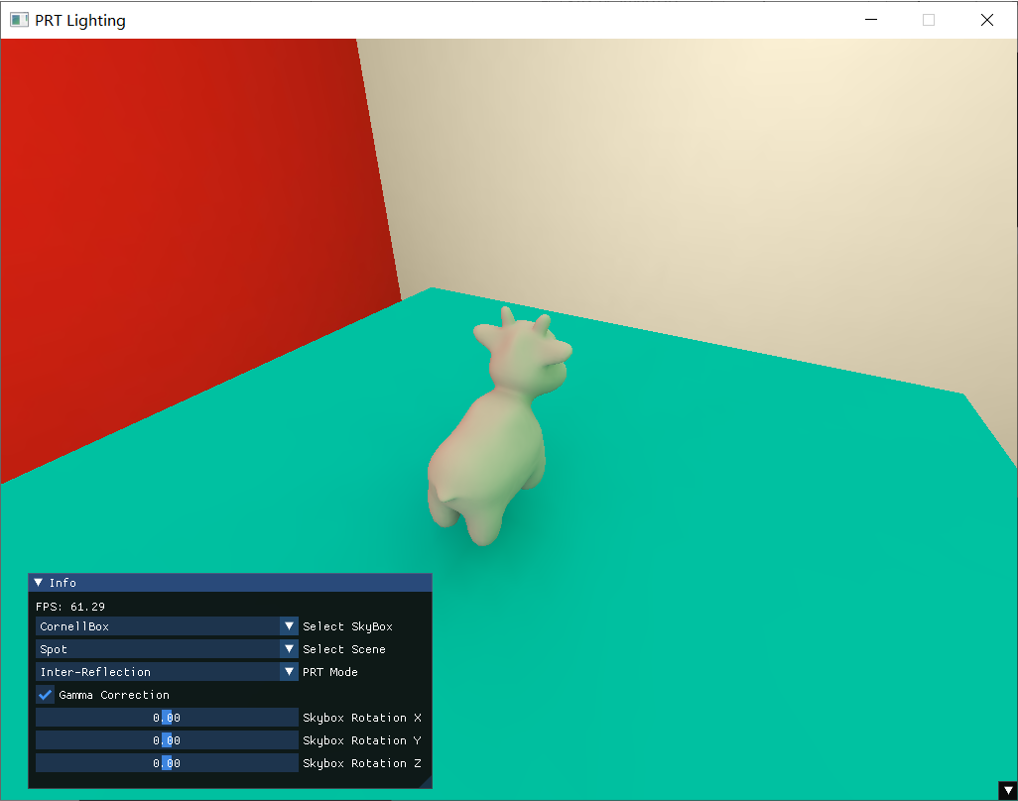 PRT Lighting
Info
FPS: 61.29
CornellBox Select SkyBox
Spot Select Scene
Inter-Reflection PRT Mode
Gamma Correction
0.00 Skybox Rotation X
0.00 Skybox Rotation Y
0.00 Skybox Rotation Z